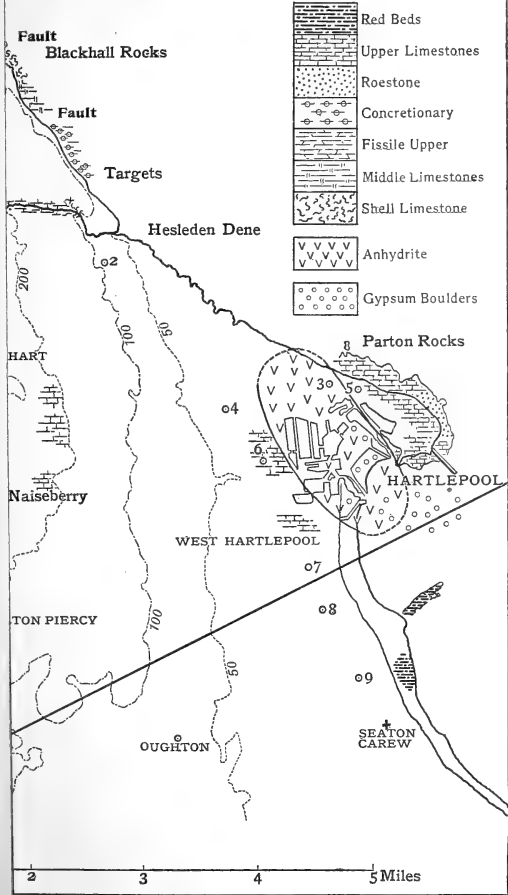 Fault
Blackhall Rocks
Fault
Targets
Hesleden Dene
Red Beds
Upper Limestones
Roestone
Concretionary
Fissile Upper
Middle Limestones
Shell Limestone
Anhydrite
Gypsum Boulders
2
200
100
50
HART
Parton Rocks
3
5
4
6
Naiseberry
HARTLEPOOL
WEST HARTLEPOOL
7
8
TON PIERCY
100
50
9
SEATON
CAREW
OUGHTON
2
3
4
5 Miles